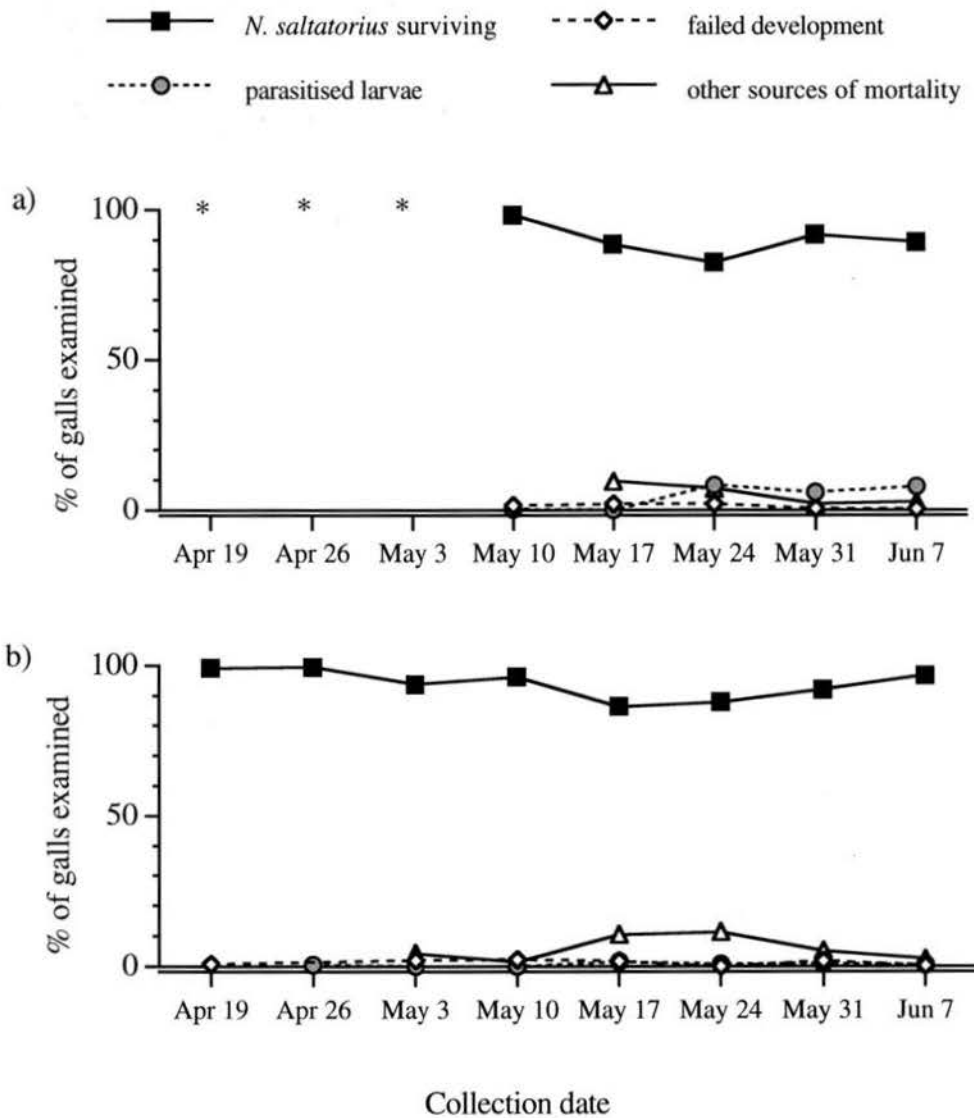 N. saltatorius surviving failed development
parasitised larvae other sources of mortality
a)
100 * * *
50
0
% of galls examined
Apr 19 Apr 26 May 3 May 10 May 17 May 24 May 31 Jun 7
b)
100
50
0
% of galls examined
Apr 19 Apr 26 May 3 May 10 May 17 May 24 May 31 Jun 7
Collection date